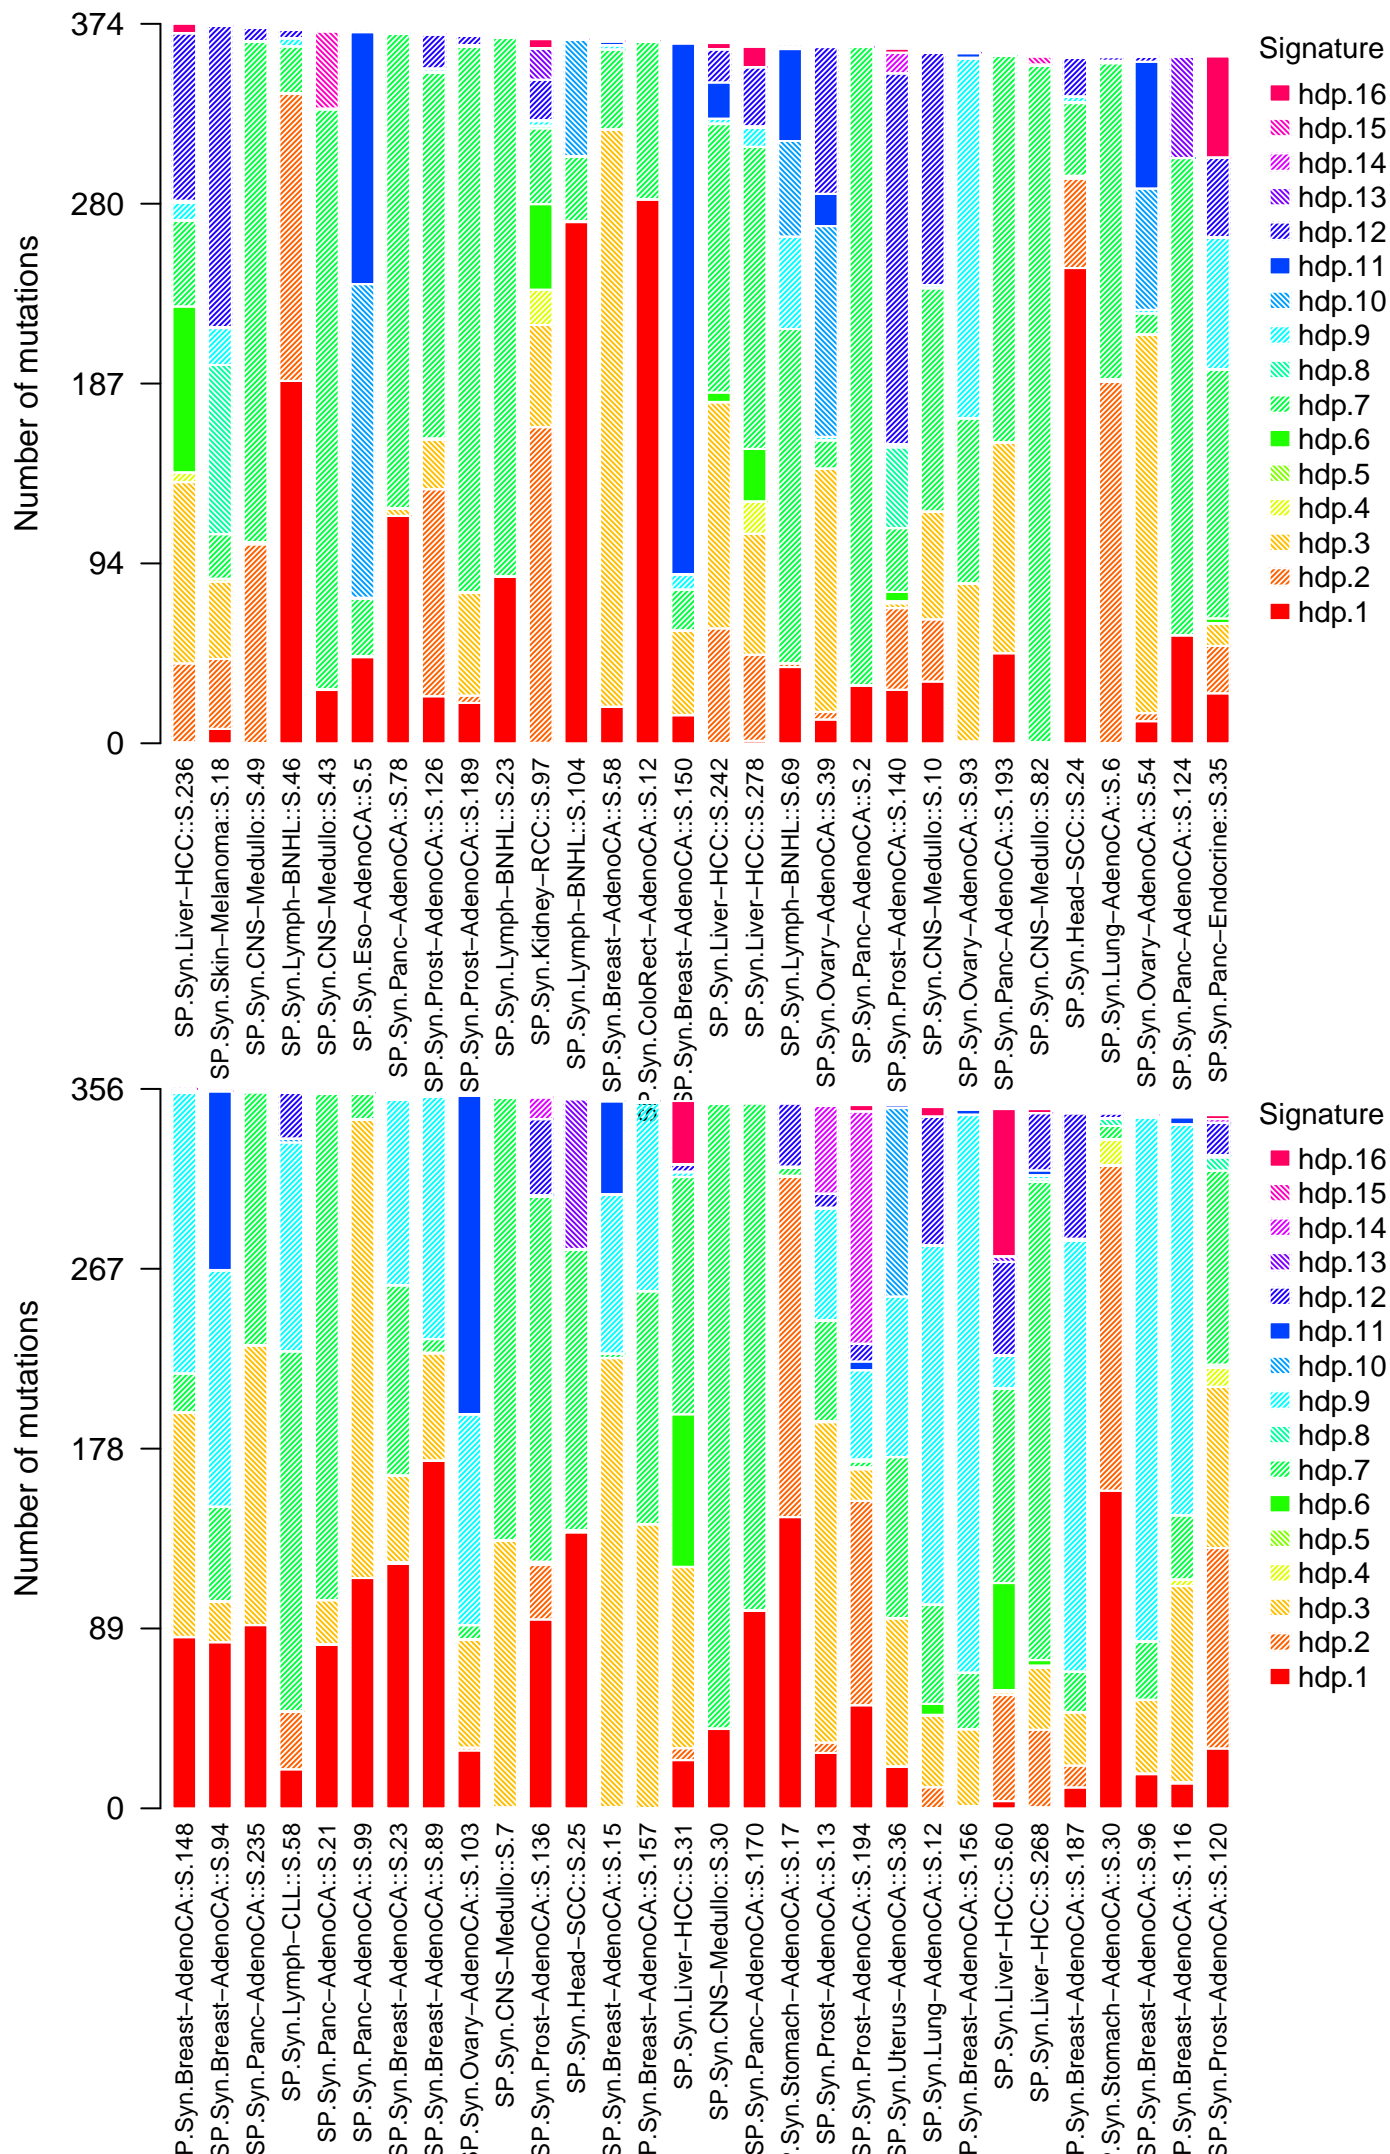 Number of mutations
374
280
187
94
0
Signature
hdp.16
hdp.15
hdp.14
hdp.13
hdp.12
hdp.11
hdp.10
hdp.9
hdp.8
hdp.7
hdp.6
hdp.5
hdp.4
hdp.3
hdp.2
hdp.1
SP.Syn.Liver−HCC::S.236
SP.Syn.Skin−Melanoma::S.18
SP.Syn.CNS−Medullo::S.49
SP.Syn.Lymph−BNHL::S.46
SP.Syn.CNS−Medullo::S.43
SP.Syn.Eso−AdenoCA::S.5
SP.Syn.Panc−AdenoCA::S.78
SP.Syn.Prost−AdenoCA::S.126
SP.Syn.Prost−AdenoCA::S.189
SP.Syn.Lymph−BNHL::S.23
SP.Syn.Kidney−RCC::S.97
SP.Syn.Lymph−BNHL::S.104
SP.Syn.Breast−AdenoCA::S.58
SP.Syn.ColoRect−AdenoCA::S.12
SP.Syn.Breast−AdenoCA::S.150
SP.Syn.Liver−HCC::S.242
SP.Syn.Liver−HCC::S.278
SP.Syn.Lymph−BNHL::S.69
SP.Syn.Ovary−AdenoCA::S.39
SP.Syn.Panc−AdenoCA::S.2
SP.Syn.Prost−AdenoCA::S.140
SP.Syn.CNS−Medullo::S.10
SP.Syn.Ovary−AdenoCA::S.93
SP.Syn.Panc−AdenoCA::S.193
SP.Syn.CNS−Medullo::S.82
SP.Syn.Head−SCC::S.24
SP.Syn.Lung−AdenoCA::S.6
SP.Syn.Ovary−AdenoCA::S.54
SP.Syn.Panc−AdenoCA::S.124
SP.Syn.Panc−Endocrine::S.35
Number of mutations
356
267
178
89
0
Signature
hdp.16
hdp.15
hdp.14
hdp.13
hdp.12
hdp.11
hdp.10
hdp.9
hdp.8
hdp.7
hdp.6
hdp.5
hdp.4
hdp.3
hdp.2
hdp.1
SP.Syn.Breast−AdenoCA::S.148
SP.Syn.Breast−AdenoCA::S.94
SP.Syn.Panc−AdenoCA::S.235
SP.Syn.Lymph−CLL::S.58
SP.Syn.Panc−AdenoCA::S.21
SP.Syn.Panc−AdenoCA::S.99
SP.Syn.Breast−AdenoCA::S.23
SP.Syn.Breast−AdenoCA::S.89
SP.Syn.Ovary−AdenoCA::S.103
SP.Syn.CNS−Medullo::S.7
SP.Syn.Prost−AdenoCA::S.136
SP.Syn.Head−SCC::S.25
SP.Syn.Breast−AdenoCA::S.15
SP.Syn.Breast−AdenoCA::S.157
SP.Syn.Liver−HCC::S.31
SP.Syn.CNS−Medullo::S.30
SP.Syn.Panc−AdenoCA::S.170
P.Syn.Stomach−AdenoCA::S.17
SP.Syn.Prost−AdenoCA::S.13
SP.Syn.Prost−AdenoCA::S.194
SP.Syn.Uterus−AdenoCA::S.36
SP.Syn.Lung−AdenoCA::S.12
SP.Syn.Breast−AdenoCA::S.156
SP.Syn.Liver−HCC::S.60
SP.Syn.Liver−HCC::S.268
SP.Syn.Breast−AdenoCA::S.187
P.Syn.Stomach−AdenoCA::S.30
SP.Syn.Breast−AdenoCA::S.96
SP.Syn.Breast−AdenoCA::S.116
SP.Syn.Prost−AdenoCA::S.120